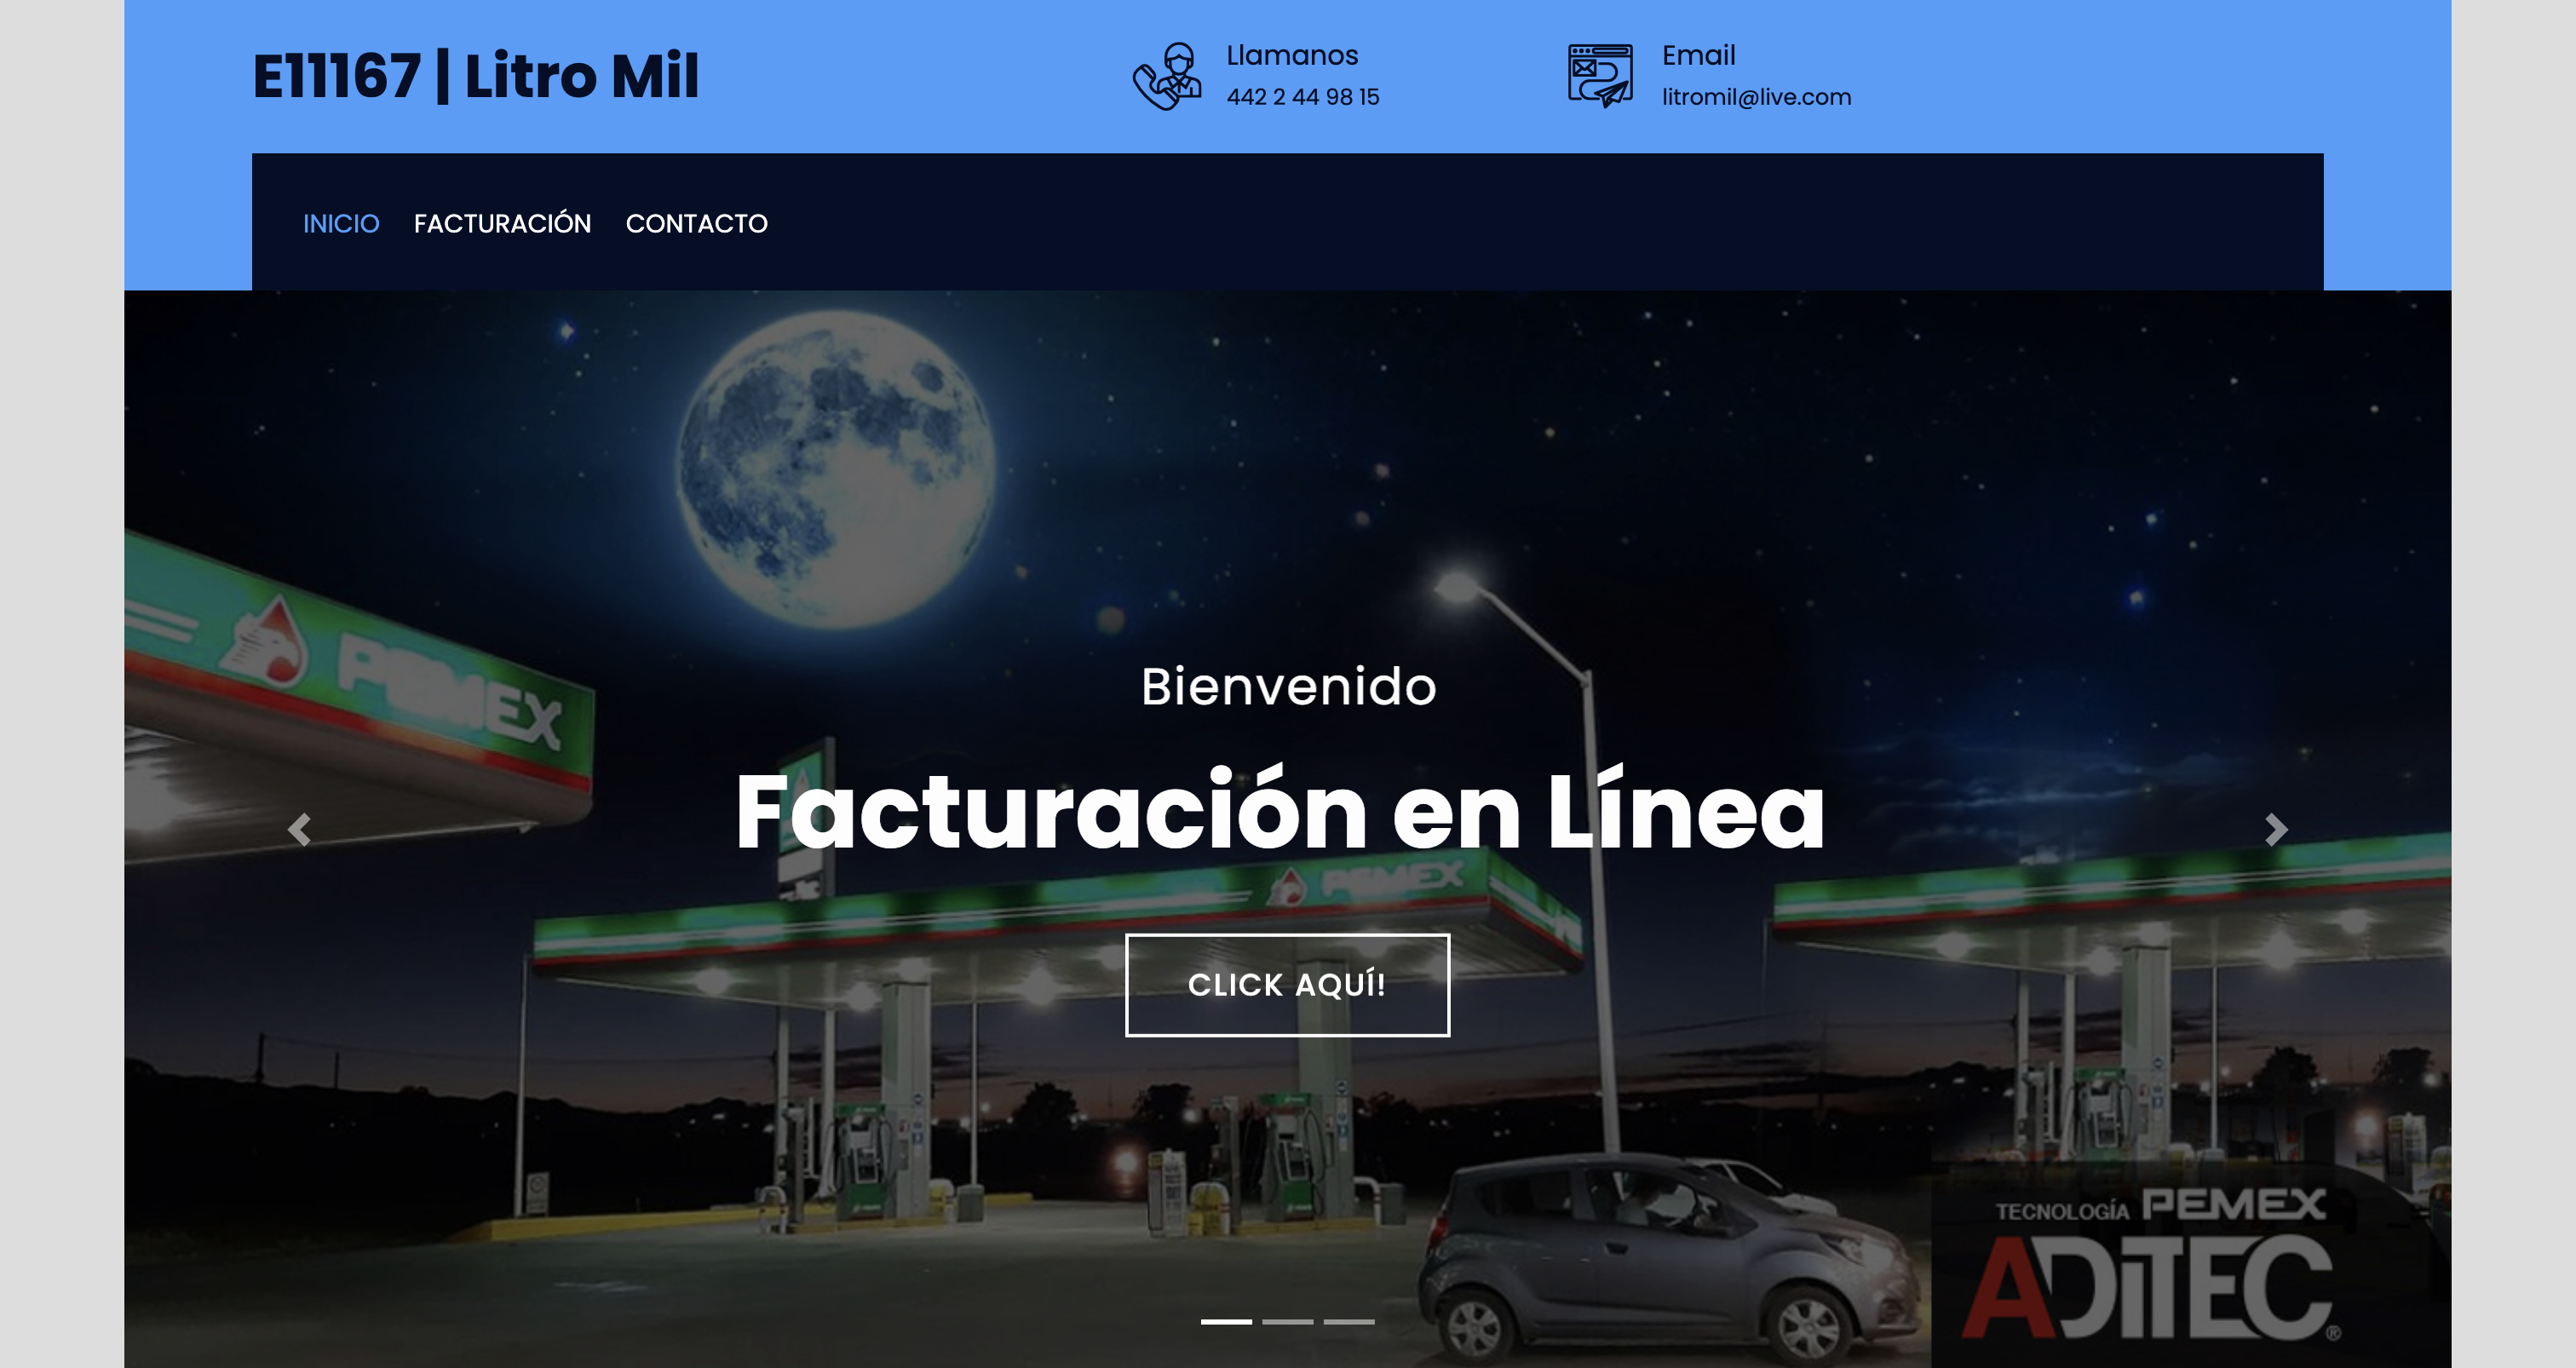 E11167 | Litro Mil
Llamanos
442 2 44 98 15
Email
litromil@live.com
INICIO FACTURACIÓN CONTACTO
PEMEX
Bienvenido
Facturación en Línea
PEMEX
CLICK AQUÍ!
TECNOLOGÍA PEMEX
ADITEC®